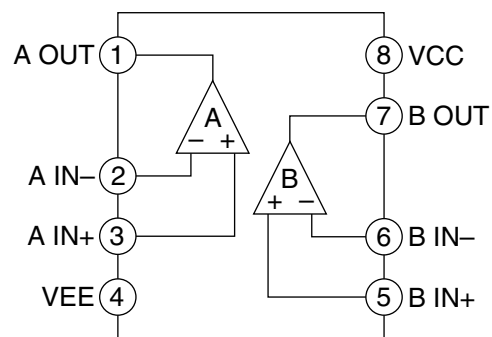 A OUT 1
8 VCC
7 B OUT
A
– +
A IN– 2
B
+ –
A IN+ 3
6 B IN–
VEE 4
5 B IN+